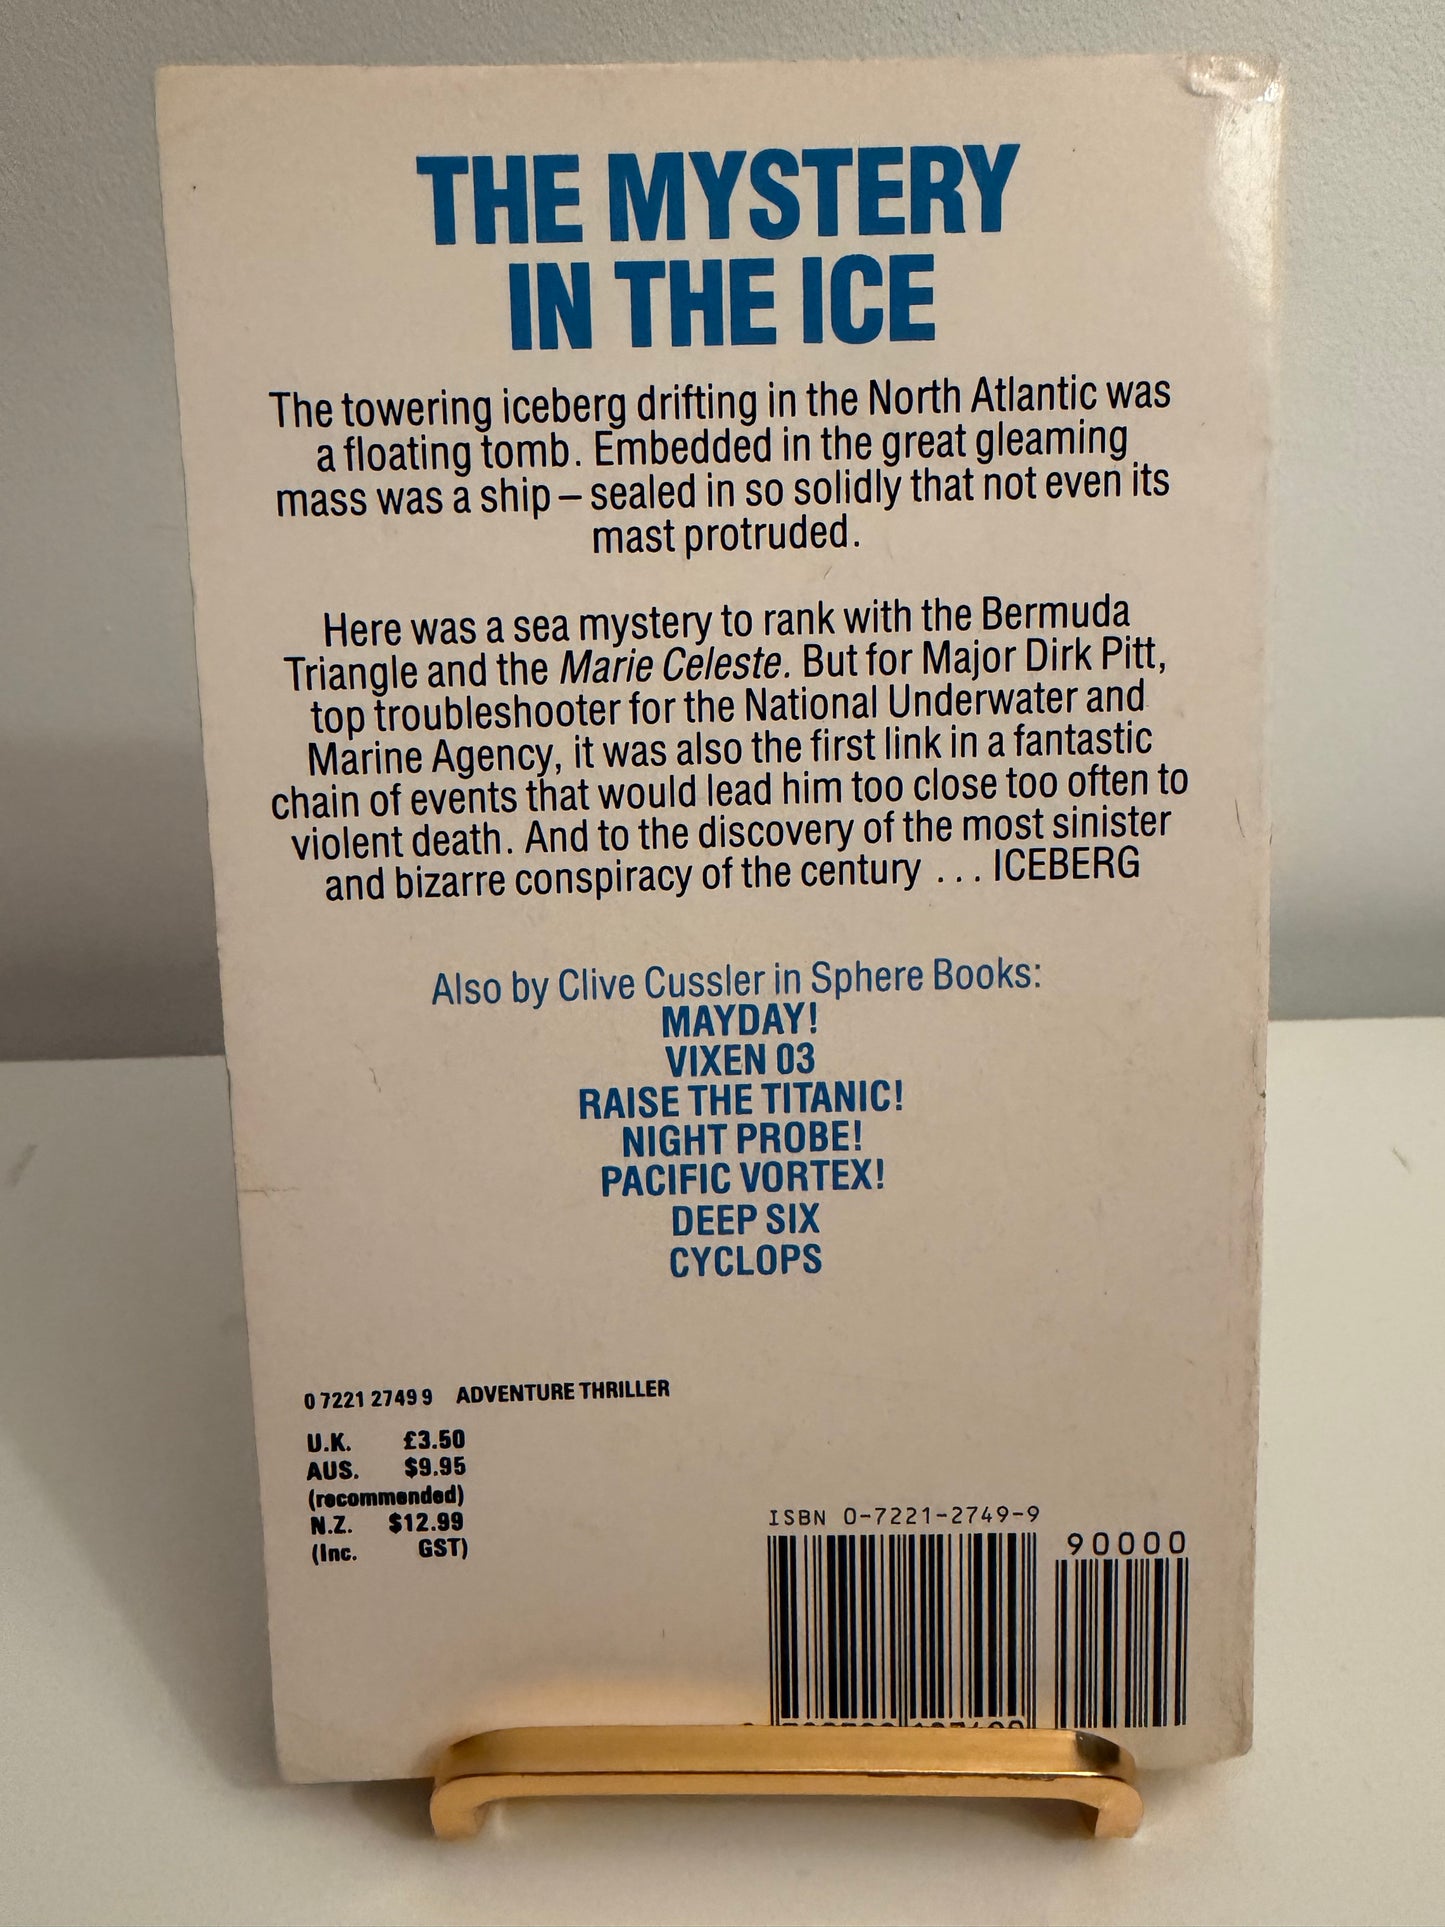 THE MYSTERY
IN THE ICE
The towering iceberg drifting in the North Atlantic was
a floating tomb. Embedded in the great gleaming
mass was a ship – sealed in so solidly that not even its
mast protruded.
Here was a sea mystery to rank with the Bermuda
Triangle and the Marie Celeste. But for Major Dirk Pitt,
top troubleshooter for the National Underwater and
Marine Agency, it was also the first link in a fantastic
chain of events that would lead him too close too often to
violent death. And to the discovery of the most sinister
and bizarre conspiracy of the century . . . ICEBERG
Also by Clive Cussler in Sphere Books:
MAYDAY!
VIXEN 03
RAISE THE TITANIC!
NIGHT PROBE!
PACIFIC VORTEX!
DEEP SIX
CYCLOPS
0 7221 2749 9 ADVENTURE THRILLER
U.K. £3.50
AUS. $9.95
(recommended)
N.Z. $12.99
(Inc. GST)
ISBN 0-7221-2749-9
90000